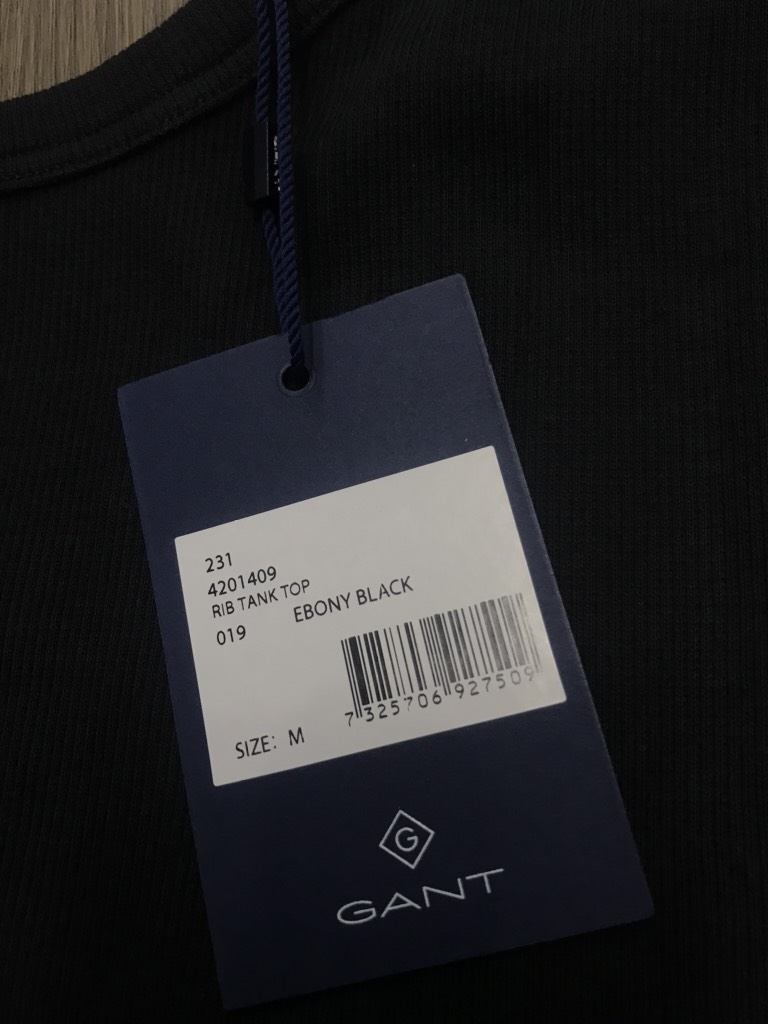 231
4201409
RIB TANK TOP
019 EBONY BLACK
7 325706 927509
SIZE: M
G
GANT